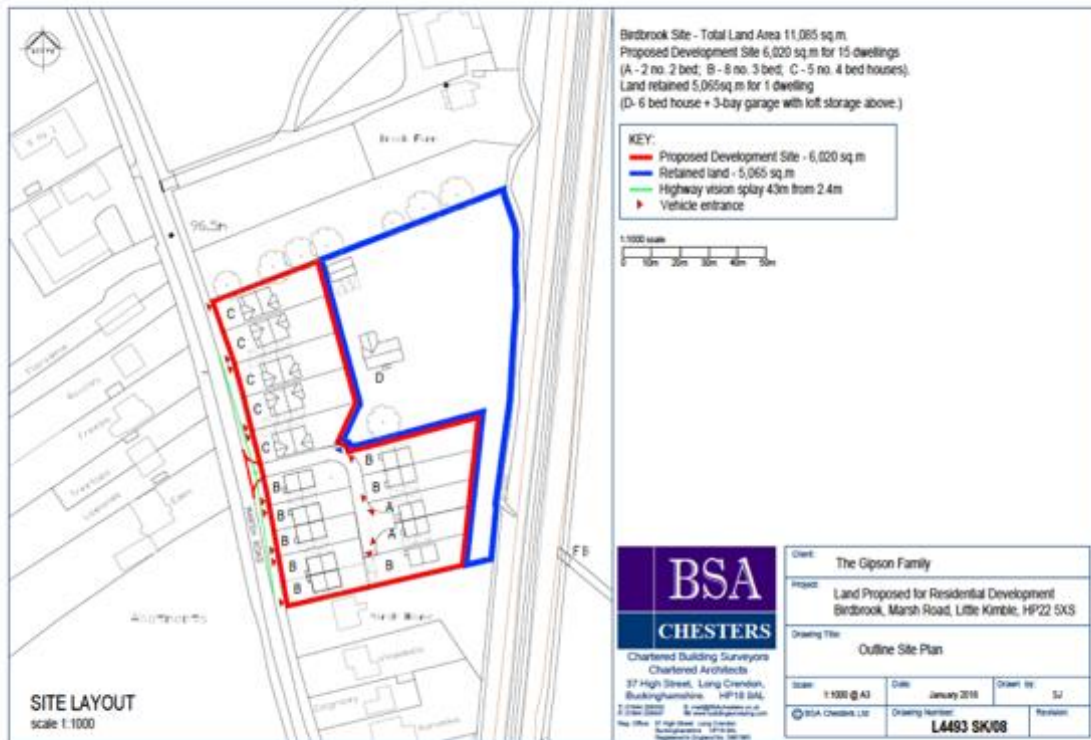 Birdbrook Site - Total Land Area 11,085 sq.m.
Proposed Development Site 6,020 sq.m for 15 dwellings
(A - 2 no. 2 bed; B - 8 no. 3 bed; C - 5 no. 4 bed houses).
Land retained 5,065sq.m for 1 dwelling
(D- 6 bed house + 3-bay garage with loft storage above.)
KEY:
Proposed Development Site - 6,020 sq.m
Retained land - 5,065 sq.m
Highway vision splay 43m from 2.4m
Vehicle entrance
1:1000 scale
0 10m 20m 30m 40m 50m
96.5m
C
C
C
C
C
D
B
B
B
B
B
B
B
A
A
B
FB
SITE LAYOUT
scale 1:1000
BSA
CHESTERS
Chartered Building Surveyors
Chartered Architects
37 High Street, Long Crendon,
Buckinghamshire. HP18 9AL
Client:
The Gipson Family
Project:
Land Proposed for Residential Development
Birdbrook, Marsh Road, Little Kimble, HP22 5XS
Drawing Title:
Outline Site Plan
Scale:
1:1000 @ A3
Date:
January 2016
Drawn by:
SJ
© BSA Chesters Ltd
Drawing Number:
L4493 SK/08
Revision: